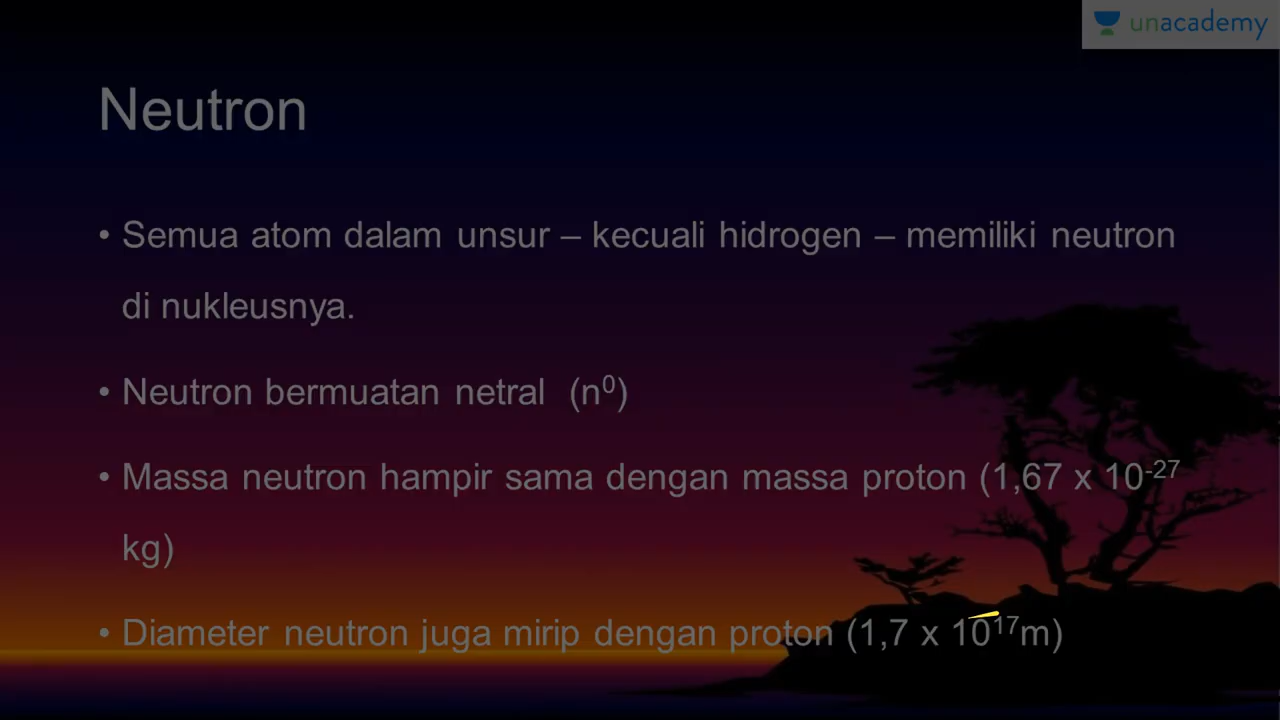 unacademy
Neutron
• Semua atom dalam unsur – kecuali hidrogen – memiliki neutron
di nukleusnya.
• Neutron bermuatan netral (n⁰)
• Massa neutron hampir sama dengan massa proton (1,67 x 10⁻²⁷
kg)
• Diameter neutron juga mirip dengan proton (1,7 x 10¹⁷m)